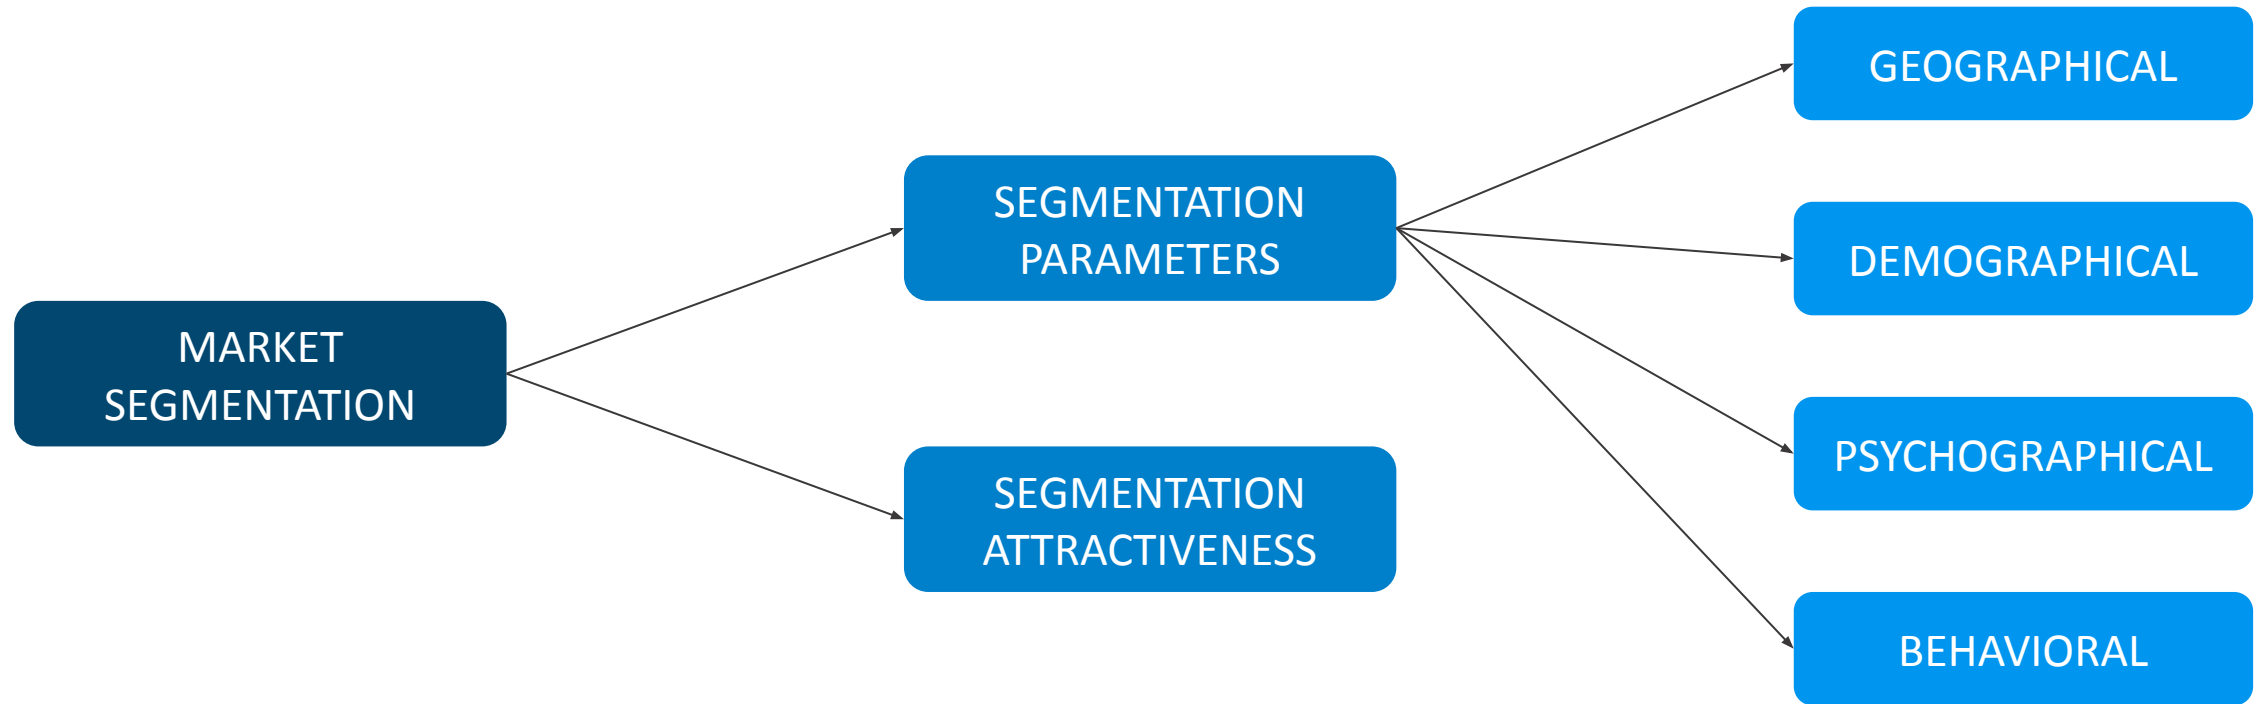 MARKET
SEGMENTATION
SEGMENTATION
PARAMETERS
SEGMENTATION
ATTRACTIVENESS
GEOGRAPHICAL
DEMOGRAPHICAL
PSYCHOGRAPHICAL
BEHAVIORAL